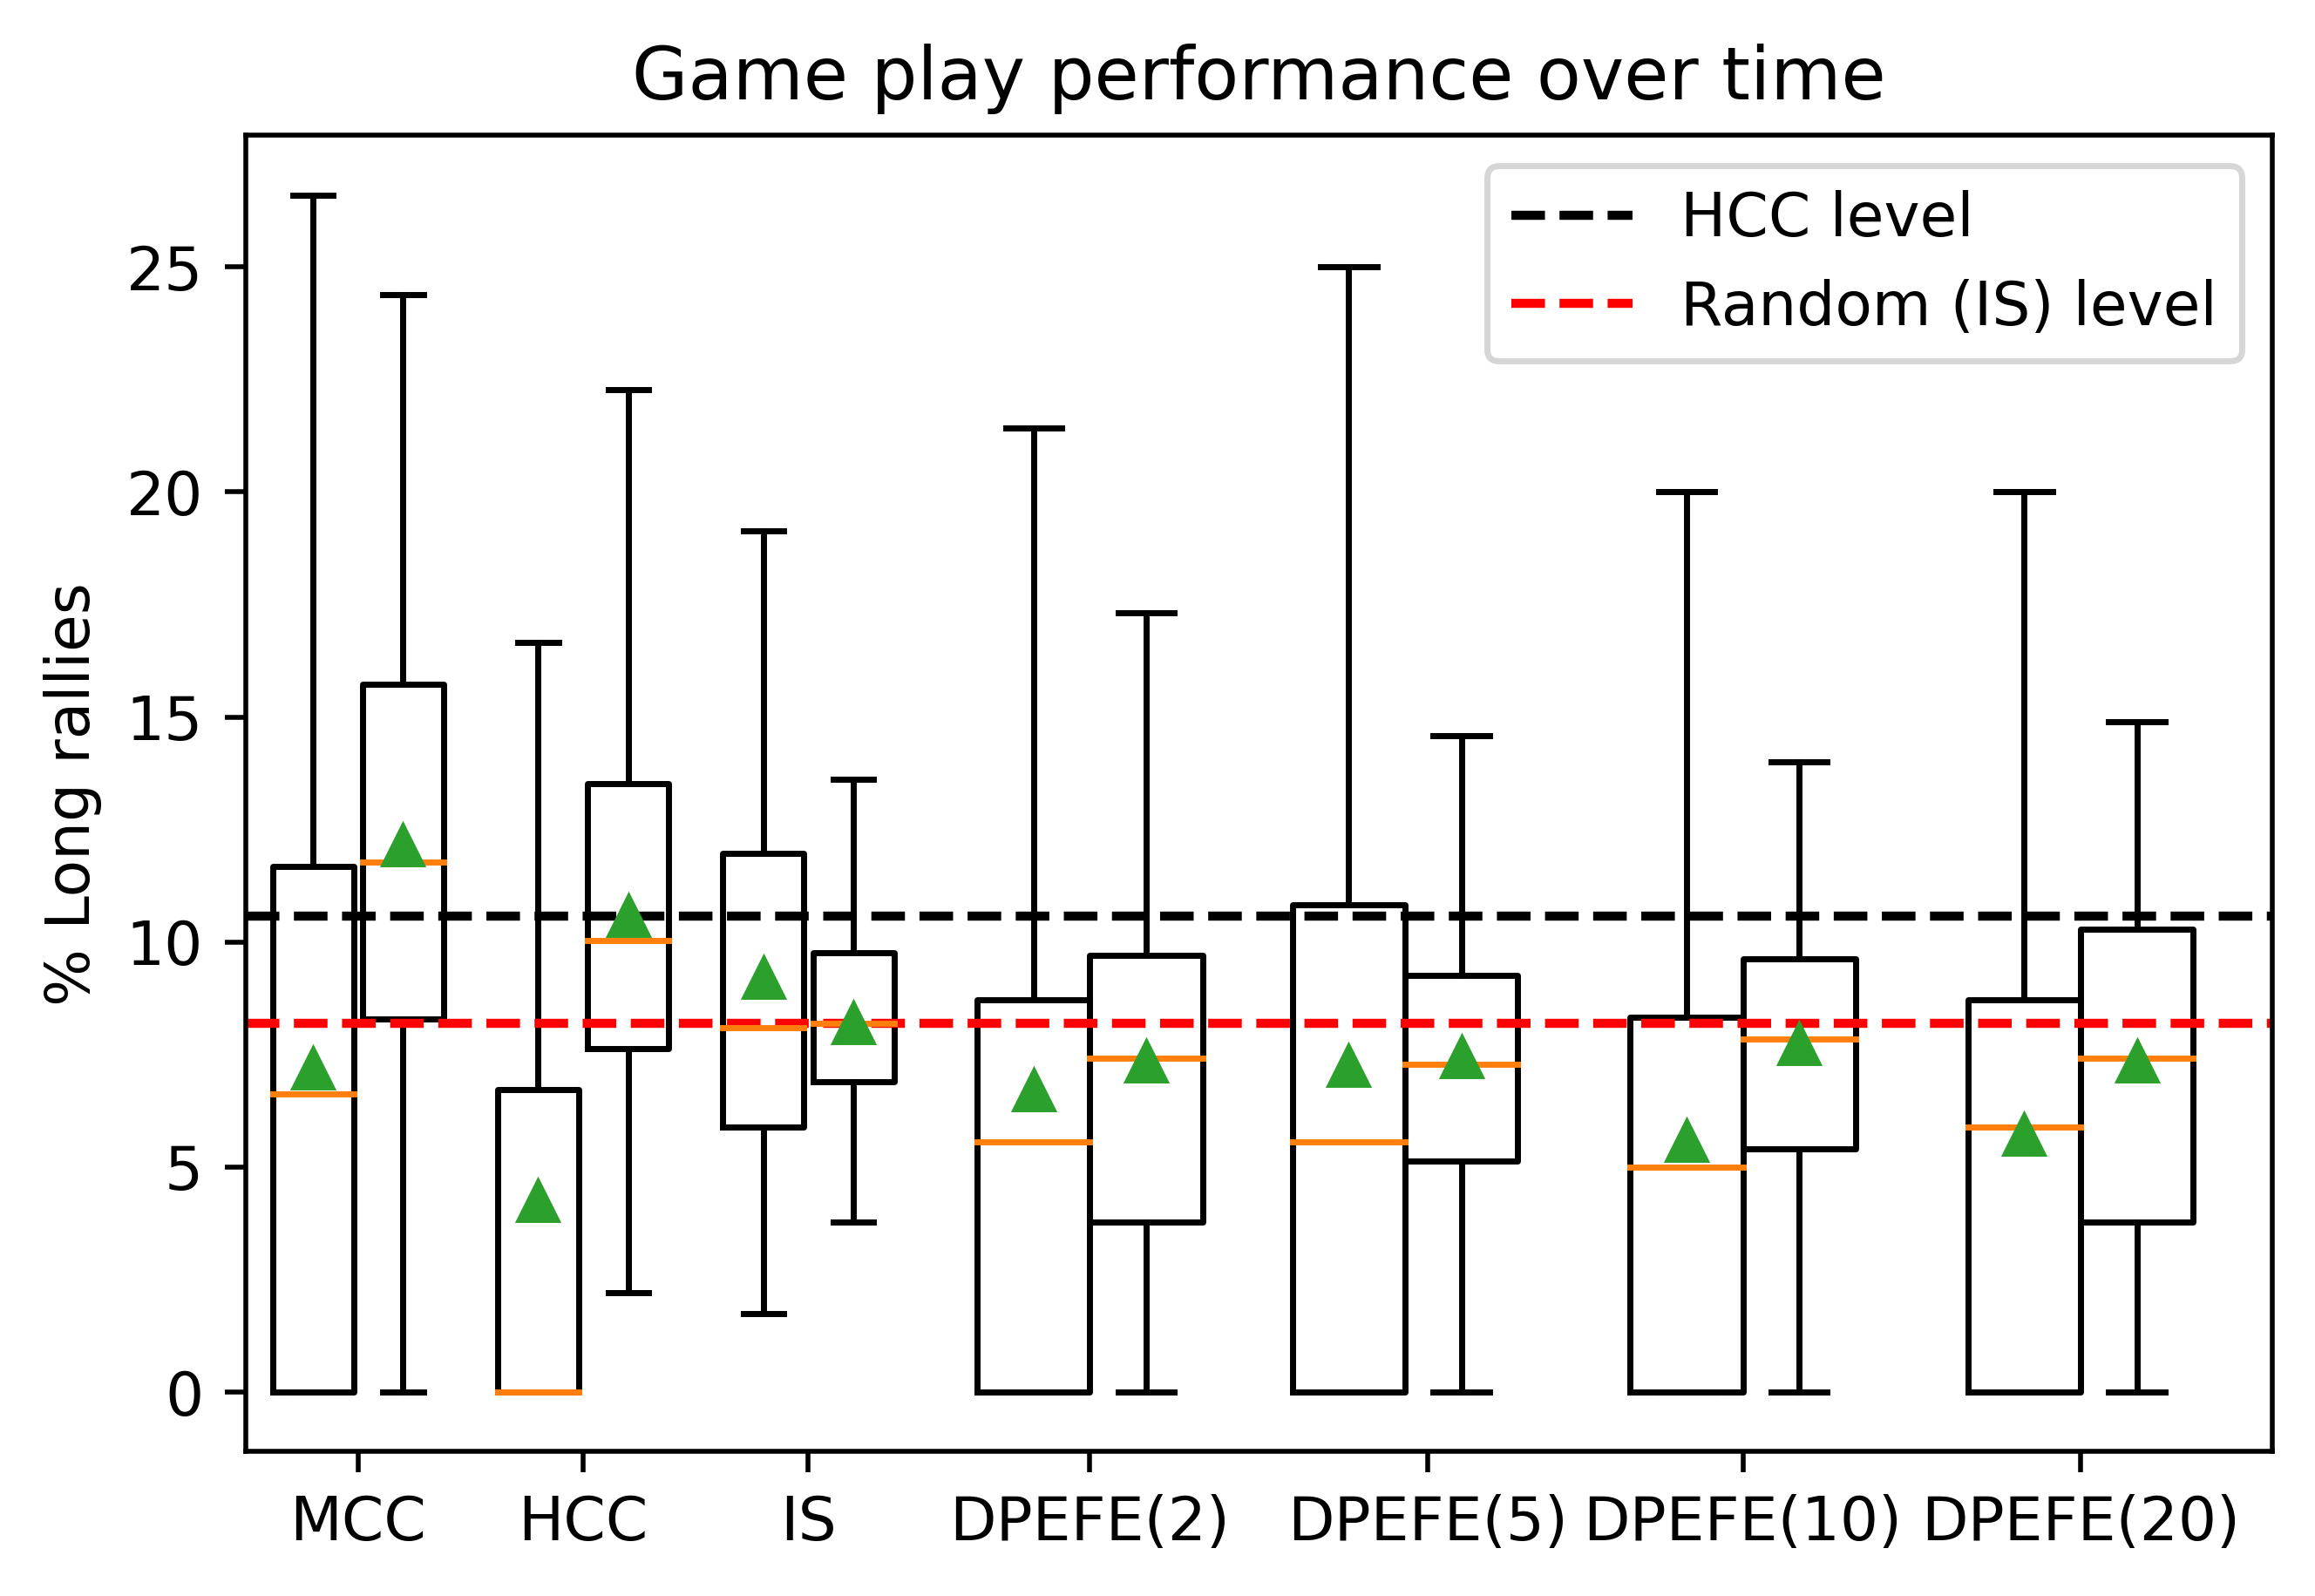 Game play performance over time
HCC level
Random (IS) level
% Long rallies
25
20
15
10
5
0
MCC
HCC
IS
DPEFE(2)
DPEFE(5)
DPEFE(10)
DPEFE(20)